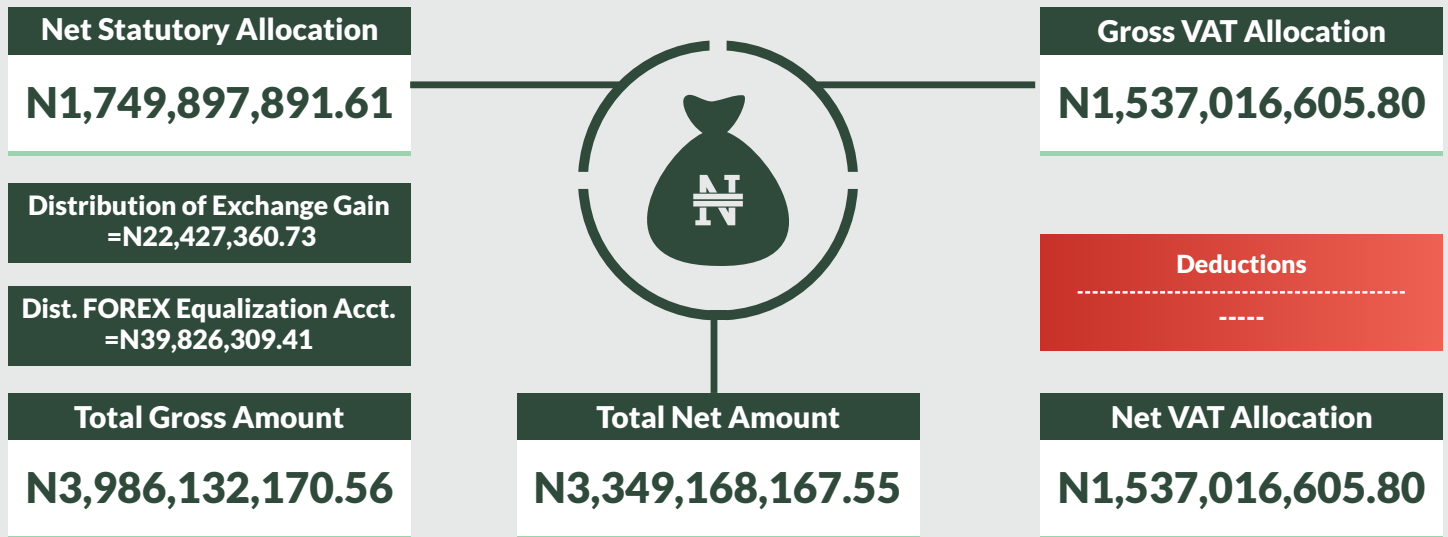 Net Statutory Allocation
N1,749,897,891.61
Gross VAT Allocation
N1,537,016,605.80
Distribution of Exchange Gain
=N22,427,360.73
Dist. FOREX Equalization Acct.
=N39,826,309.41
₦
Deductions
--------------------------------------------
-----
Total Gross Amount
N3,986,132,170.56
Total Net Amount
N3,349,168,167.55
Net VAT Allocation
N1,537,016,605.80